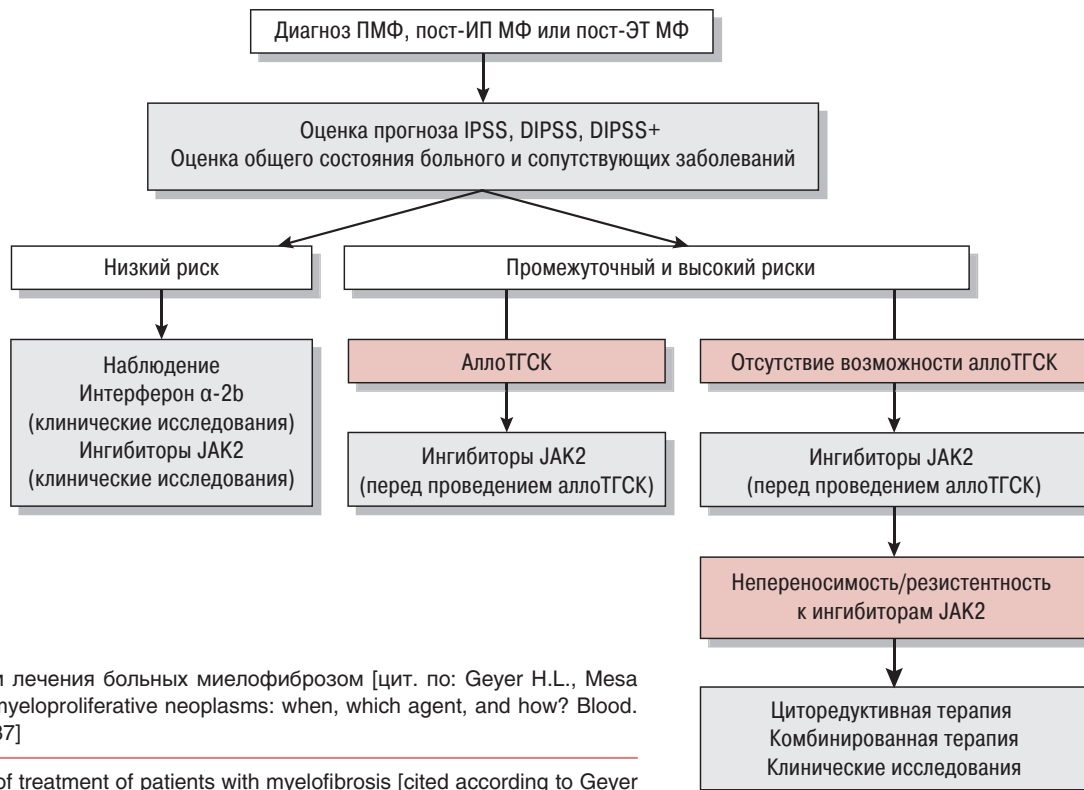 Диагноз ПМФ, пост-ИП МФ или пост-ЭТ МФ
Оценка прогноза IPSS, DIPSS, DIPSS+
Оценка общего состояния больного и сопутствующих заболеваний
Низкий риск
Промежуточный и высокий риски
Наблюдение
Интерферон α-2b
(клинические исследования)
Ингибиторы JAK2
(клинические исследования)
АллоТГСК
Ингибиторы JAK2
(перед проведением аллоТГСК)
Отсутствие возможности аллоТГСК
Ингибиторы JAK2
(перед проведением аллоТГСК)
Непереносимость/резистентность
к ингибиторам JAK2
Циторедуктивная терапия
Комбинированная терапия
Клинические исследования
лечения больных миелофиброзом [цит. по: Geyer H.L., Mesa
myeloproliferative neoplasms: when, which agent, and how? Blood.
37]
of treatment of patients with myelofibrosis [cited according to Geyer